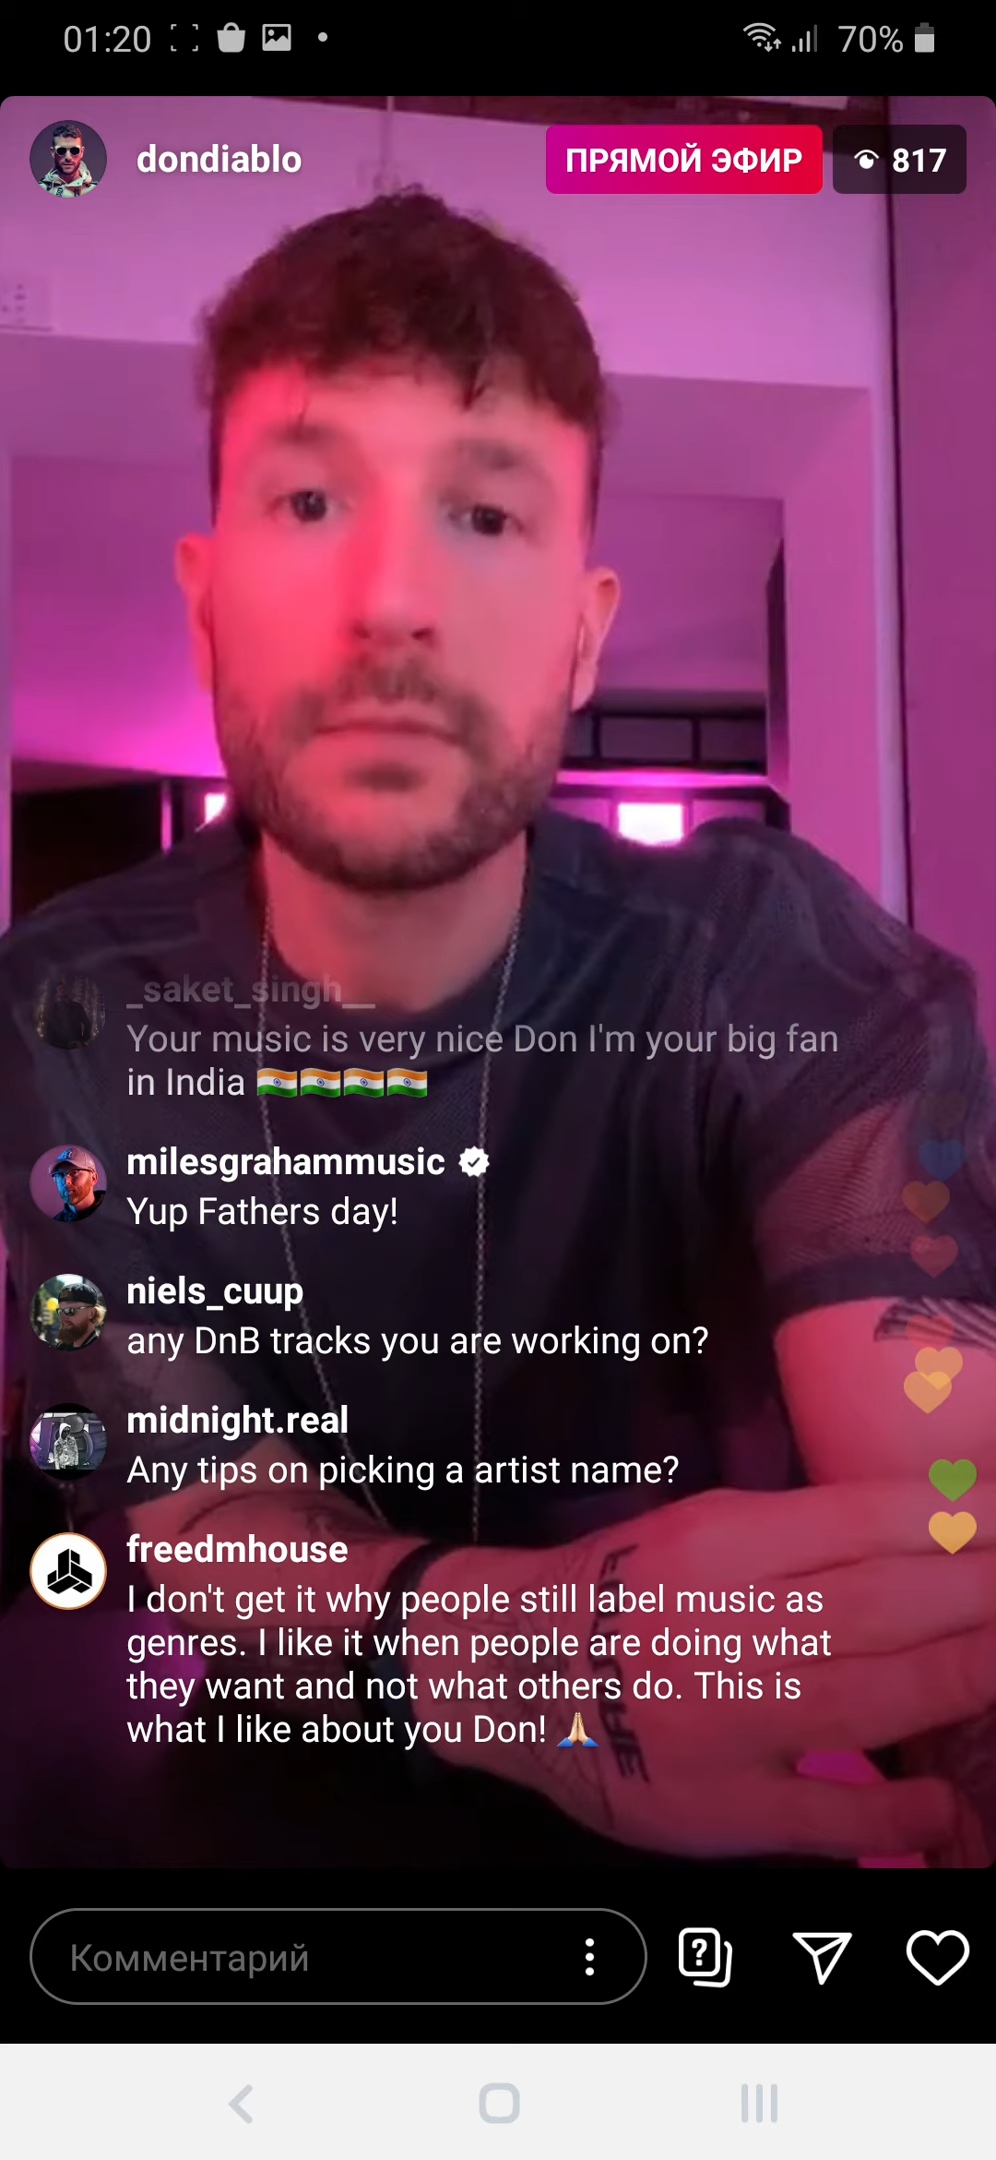 01:20 70%
dondiablo ПРЯМОЙ ЭФИР 817
_saket_singh__
Your music is very nice Don I'm your big fan
in India 🇮🇳🇮🇳🇮🇳🇮🇳
milesgrahammusic
Yup Fathers day!
niels_cuup
any DnB tracks you are working on?
midnight.real
Any tips on picking a artist name?
freedmhouse
I don't get it why people still label music as
genres. I like it when people are doing what
they want and not what others do. This is
what I like about you Don! 🙏🏻
Комментарий